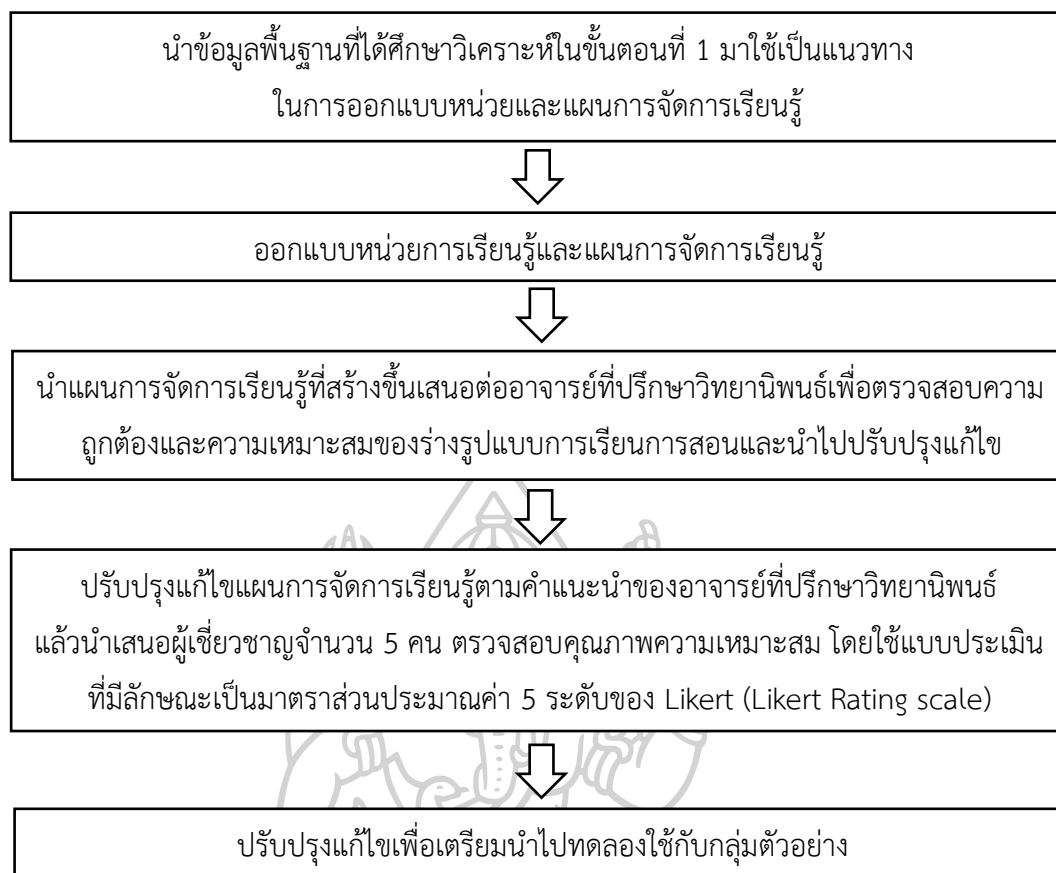 นำข้อมูลพื้นฐานที่ได้ศึกษาวิเคราะห์ในขั้นตอนที่ 1 มาใช้เป็นแนวทาง
ในการออกแบบหน่วยและแผนการจัดการเรียนรู้
ออกแบบหน่วยการเรียนรู้และแผนการจัดการเรียนรู้
นำแผนการจัดการเรียนรู้ที่สร้างขึ้นเสนอต่ออาจารย์ที่ปรึกษาวิทยานิพนธ์เพื่อตรวจสอบความ
ถูกต้องและความเหมาะสมของร่างรูปแบบการเรียนการสอนและนำไปปรับปรุงแก้ไข
ปรับปรุงแก้ไขแผนการจัดการเรียนรู้ตามคำแนะนำของอาจารย์ที่ปรึกษาวิทยานิพนธ์
แล้วนำเสนอผู้เชี่ยวชาญจำนวน 5 คน ตรวจสอบคุณภาพความเหมาะสม โดยใช้แบบประเมิน
ที่มีลักษณะเป็นมาตราส่วนประมาณค่า 5 ระดับของ Likert (Likert Rating scale)
ปรับปรุงแก้ไขเพื่อเตรียมนำไปทดลองใช้กับกลุ่มตัวอย่าง